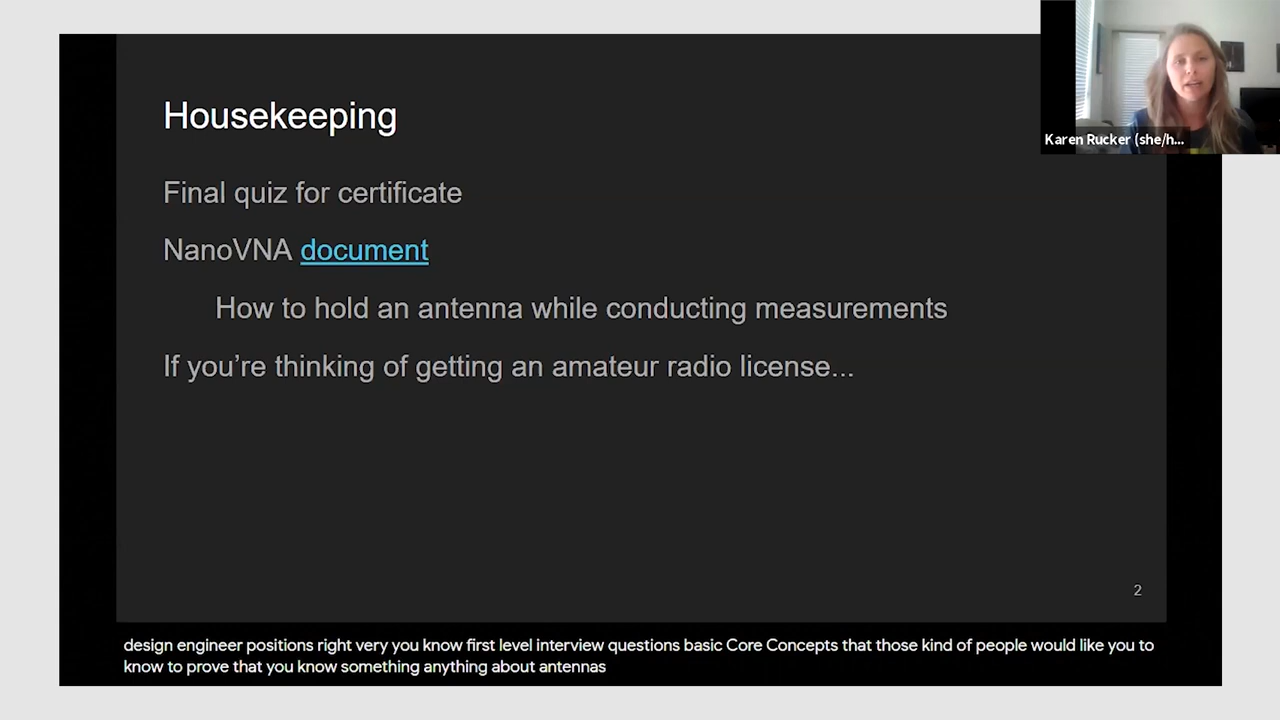 Housekeeping
Karen Rucker (she/h...
Final quiz for certificate
NanoVNA document
How to hold an antenna while conducting measurements
If you’re thinking of getting an amateur radio license...
2
design engineer positions right very you know first level interview questions basic Core Concepts that those kind of people would like you to
know to prove that you know something anything about antennas